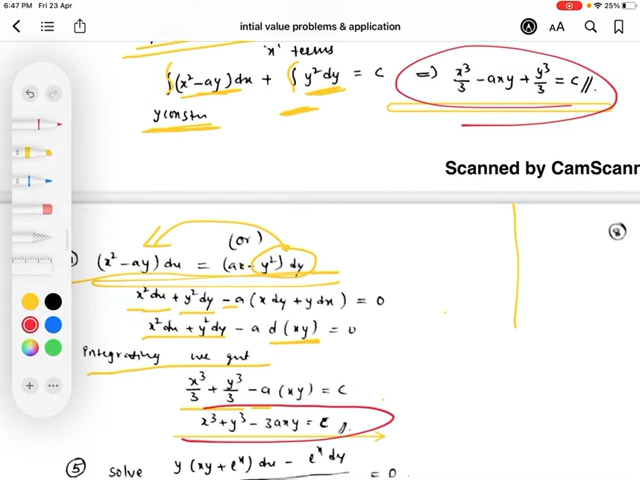 6:47 PM Fri 23 Apr
25%
intial value problems & application
AA
'x' terms
∫(x² - ay) dx + ∫ y² dy = c ⇒ x³/3 - axy + y³/3 = c //
y constn
Scanned by CamScann
(or)
8
(x² - ay) dx = (ax - y²) dy
x² dx + y² dy - a (x dy + y dx) = 0
x² dx + y² dy - a d(xy) = 0
Integrating we get
x³/3 + y³/3 - a (xy) = c
x³ + y³ - 3axy = c //
5 solve y (xy + eˣ) dx - eˣ dy = 0